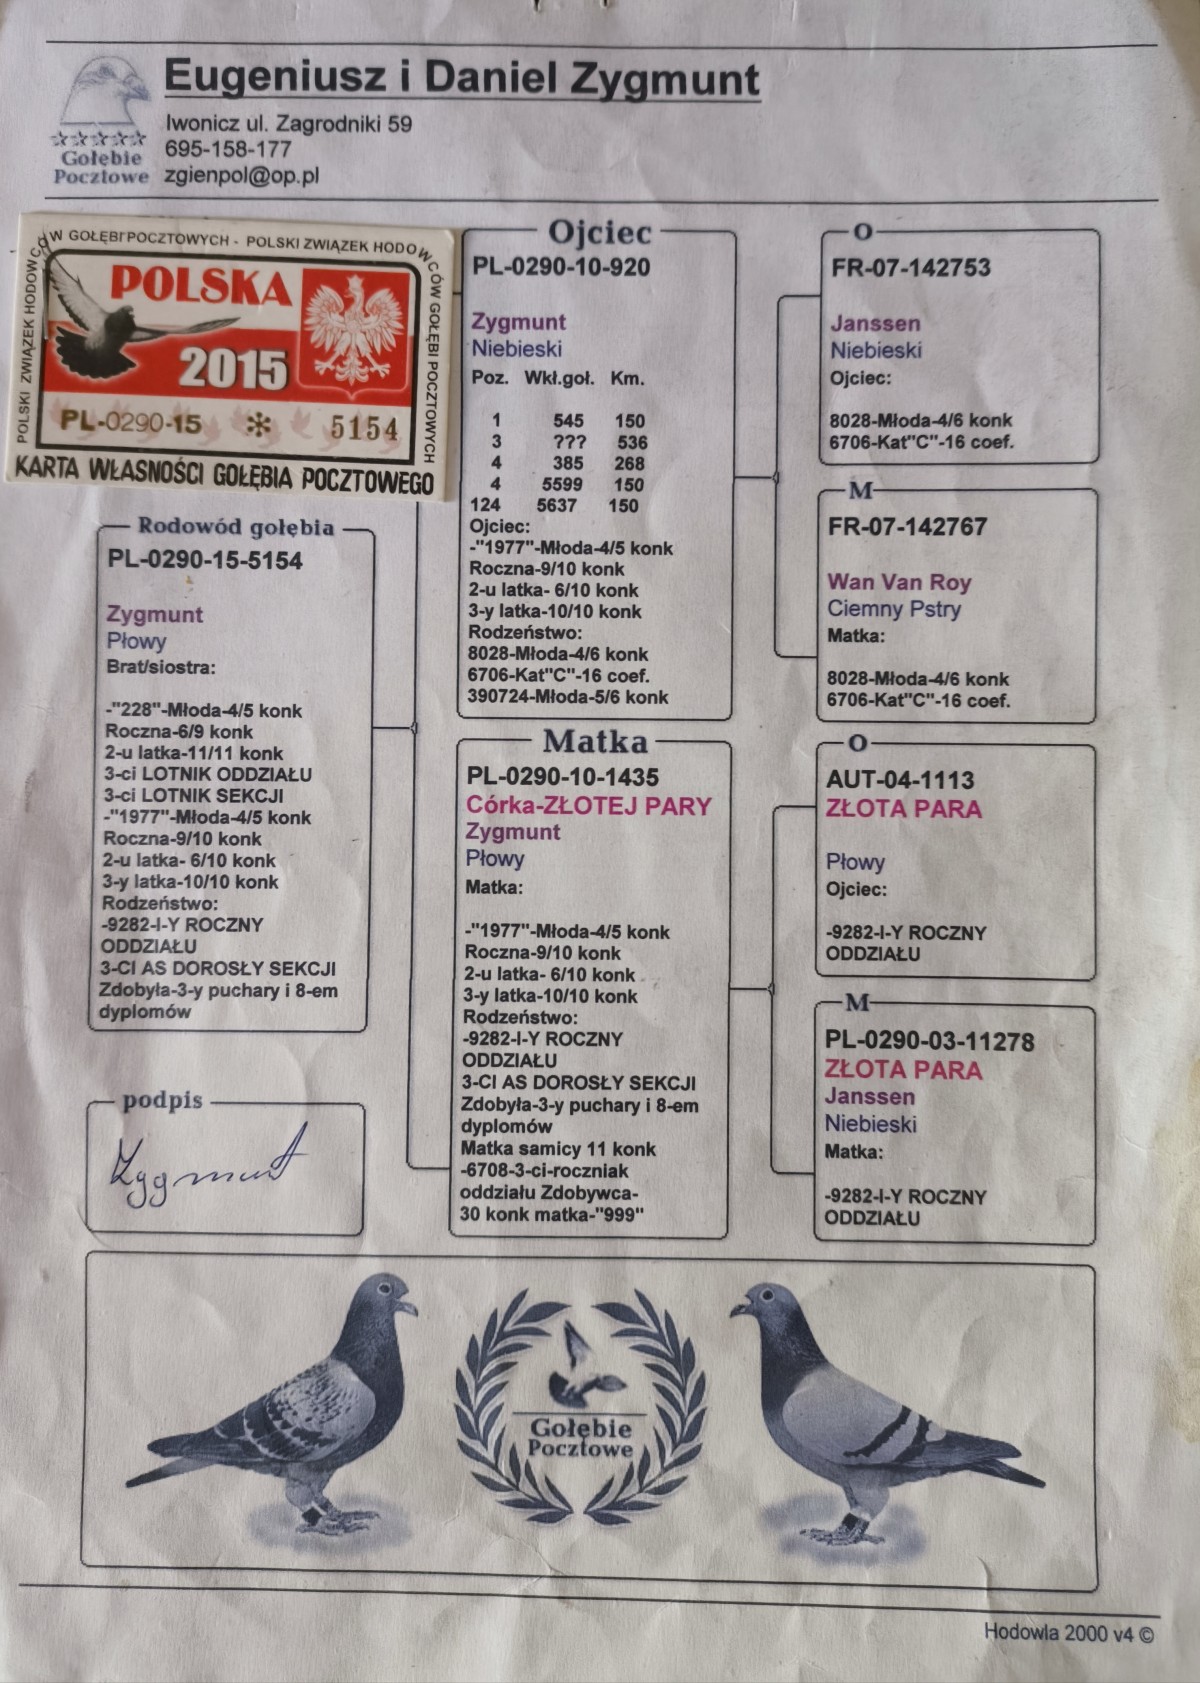 Eugeniusz i Daniel Zygmunt
Iwonicz ul. Zagrodniki 59
695-158-177
zgienpol@op.pl
Gołębie
Pocztowe
POLSKI ZWIĄZEK HODOWCÓW GOŁĘBI POCZTOWYCH - POLSKI ZWIĄZEK HODOWCÓW GOŁĘBI POCZTOWYCH
POLSKA
2015
PL-0290-15 * 5154
KARTA WŁASNOŚCI GOŁĘBIA POCZTOWEGO
Rodowód gołębia
PL-0290-15-5154
Zygmunt
Płowy
Brat/siostra:
-"228"-Młoda-4/5 konk
Roczna-6/9 konk
2-u latka-11/11 konk
3-ci LOTNIK ODDZIAŁU
3-ci LOTNIK SEKCJI
-"1977"-Młoda-4/5 konk
Roczna-9/10 konk
2-u latka- 6/10 konk
3-y latka-10/10 konk
Rodzeństwo:
-9282-I-Y ROCZNY
ODDZIAŁU
3-CI AS DOROSŁY SEKCJI
Zdobyła-3-y puchary i 8-em
dyplomów
podpis
Zygmunt
Ojciec
PL-0290-10-920
Zygmunt
Niebieski
Poz. Wkł.goł. Km.
1 545 150
3 ??? 536
4 385 268
4 5599 150
124 5637 150
Ojciec:
-"1977"-Młoda-4/5 konk
Roczna-9/10 konk
2-u latka- 6/10 konk
3-y latka-10/10 konk
Rodzeństwo:
8028-Młoda-4/6 konk
6706-Kat"C"-16 coef.
390724-Młoda-5/6 konk
Matka
PL-0290-10-1435
Córka-ZŁOTEJ PARY
Zygmunt
Płowy
Matka:
-"1977"-Młoda-4/5 konk
Roczna-9/10 konk
2-u latka- 6/10 konk
3-y latka-10/10 konk
Rodzeństwo:
-9282-I-Y ROCZNY
ODDZIAŁU
3-CI AS DOROSŁY SEKCJI
Zdobyła-3-y puchary i 8-em
dyplomów
Matka samicy 11 konk
-6708-3-ci-roczniak
oddziału Zdobywca-
30 konk matka-"999"
O
FR-07-142753
Janssen
Niebieski
Ojciec:
8028-Młoda-4/6 konk
6706-Kat"C"-16 coef.
M
FR-07-142767
Wan Van Roy
Ciemny Pstry
Matka:
8028-Młoda-4/6 konk
6706-Kat"C"-16 coef.
O
AUT-04-1113
ZŁOTA PARA
Płowy
Ojciec:
-9282-I-Y ROCZNY
ODDZIAŁU
M
PL-0290-03-11278
ZŁOTA PARA
Janssen
Niebieski
Matka:
-9282-I-Y ROCZNY
ODDZIAŁU
Gołębie
Pocztowe
Hodowla 2000 v4 ©